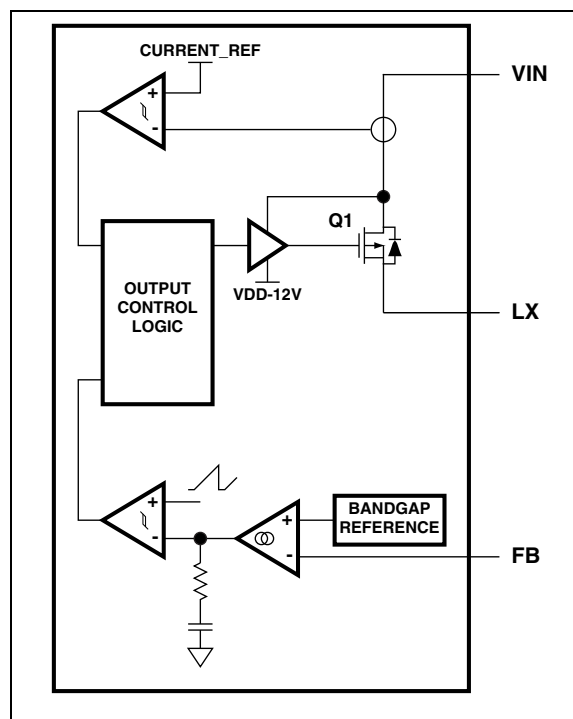 CURRENT_REF
VIN
+
-
Q1
OUTPUT
CONTROL
LOGIC
VDD-12V
LX
+
-
+
-
BANDGAP
REFERENCE
FB